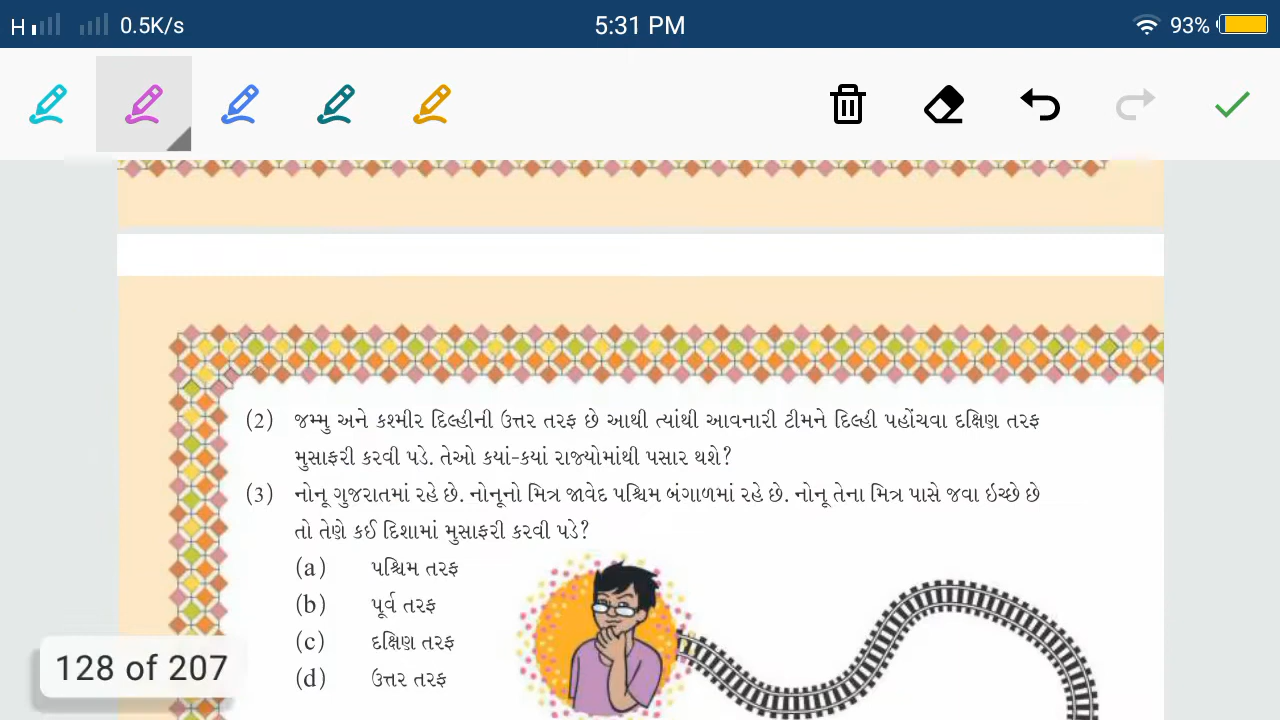 H 0.5K/s 5:31 PM 93%
(2) જમ્મુ અને કશ્મીર દિલ્હીની ઉત્તર તરફ છે આથી ત્યાંથી આવનારી ટીમને દિલ્હી પહોંચવા દક્ષિણ તરફ
મુસાફરી કરવી પડે. તેઓ કયાં-કયાં રાજ્યોમાંથી પસાર થશે?
(3) નોનૂ ગુજરાતમાં રહે છે. નોનૂનો મિત્ર જાવેદ પશ્ચિમ બંગાળમાં રહે છે. નોનૂ તેના મિત્ર પાસે જવા ઇચ્છે છે
તો તેણે કઈ દિશામાં મુસાફરી કરવી પડે?
(a) પશ્ચિમ તરફ
(b) પૂર્વ તરફ
(c) દક્ષિણ તરફ
(d) ઉત્તર તરફ
128 of 207